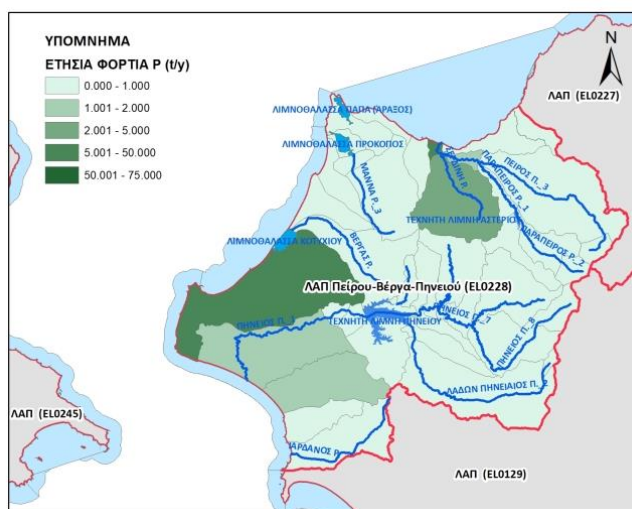 ΥΠΟΜΝΗΜΑ
ΕΤΗΣΙΑ ΦΟΡΤΙΑ P (t/y)
0.000 - 1.000
1.001 - 2.000
2.001 - 5.000
5.001 - 50.000
50.001 - 75.000
N
ΛΑΠ (EL0227)
ΛΙΜΝΟΘΑΛΑΣΣΑ ΠΑΠΑ (ΑΡΑΞΟΣ)
ΛΙΜΝΟΘΑΛΑΣΣΑ ΠΡΟΚΟΠΟΣ
ΜΑΝΝΑ Ρ._3
ΠΕΙΡΟΣ Π._3
ΠΑΡΑΠΕΙΡΟΣ Ρ._1
ΠΑΡΑΠΕΙΡΟΣ Ρ._2
ΤΕΧΝΗΤΗ ΛΙΜΝΗ ΑΣΤΕΡΙΟΥ
ΛΙΜΝΟΘΑΛΑΣΣΑ ΚΟΤΥΧΙΟΥ
ΒΕΡΓΑΣ Ρ.
ΛΑΠ Πείρου-Βέργα-Πηνειού (EL0228)
ΠΗΝΕΙΟΣ Π._1
ΤΕΧΝΗΤΗ ΛΙΜΝΗ ΠΗΝΕΙΟΥ
ΠΗΝΕΙΟΣ Π._7
ΠΗΝΕΙΟΣ Π._8
ΛΑΔΩΝ ΠΗΝΕΙΑΙΟΣ Π._2
ΛΑΠ (EL0245)
ΙΑΡΔΑΝΟΣ Ρ.
ΛΑΠ (EL0129)